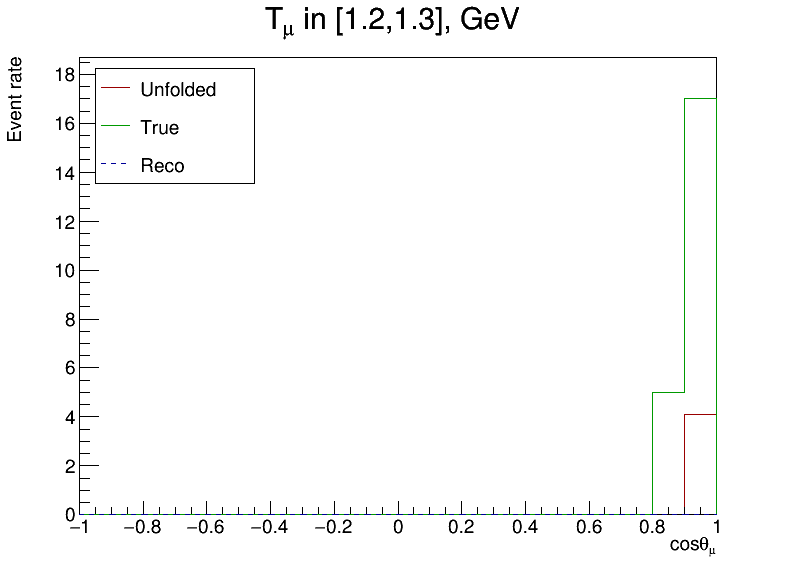 T_μ in [1.2,1.3], GeV
Event rate
18
16
14
12
10
8
6
4
2
0
Unfolded
True
Reco
−1 −0.8 −0.6 −0.4 −0.2 0 0.2 0.4 0.6 0.8 1
cosθ_μ